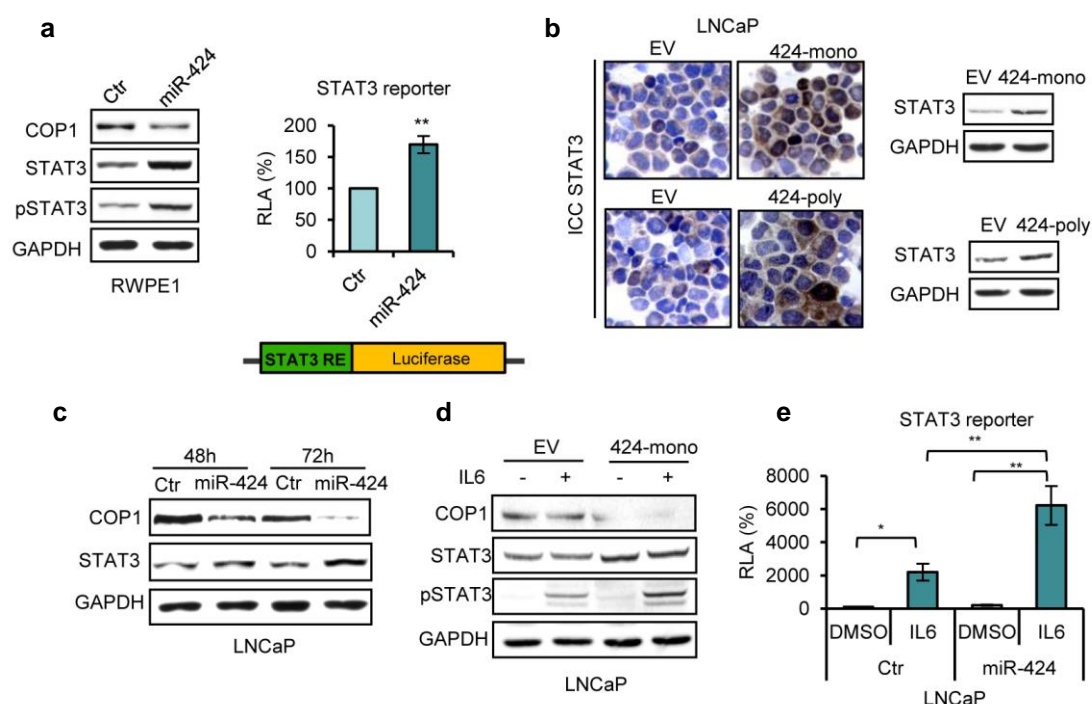 a
Ctr miR-424
COP1
STAT3
pSTAT3
GAPDH
RWPE1
STAT3 reporter
**
RLA (%)
200
150
100
50
0
Ctr miR-424
STAT3 RE Luciferase
b
LNCaP
EV 424-mono
ICC STAT3
EV 424-poly
EV 424-mono
STAT3
GAPDH
EV 424-poly
STAT3
GAPDH
c
48h 72h
Ctr miR-424 Ctr miR-424
COP1
STAT3
GAPDH
LNCaP
d
EV 424-mono
IL6 - + - +
COP1
STAT3
pSTAT3
GAPDH
LNCaP
e
STAT3 reporter
**
**
*
RLA (%)
8000
6000
4000
2000
0
DMSO IL6 DMSO IL6
Ctr miR-424
LNCaP